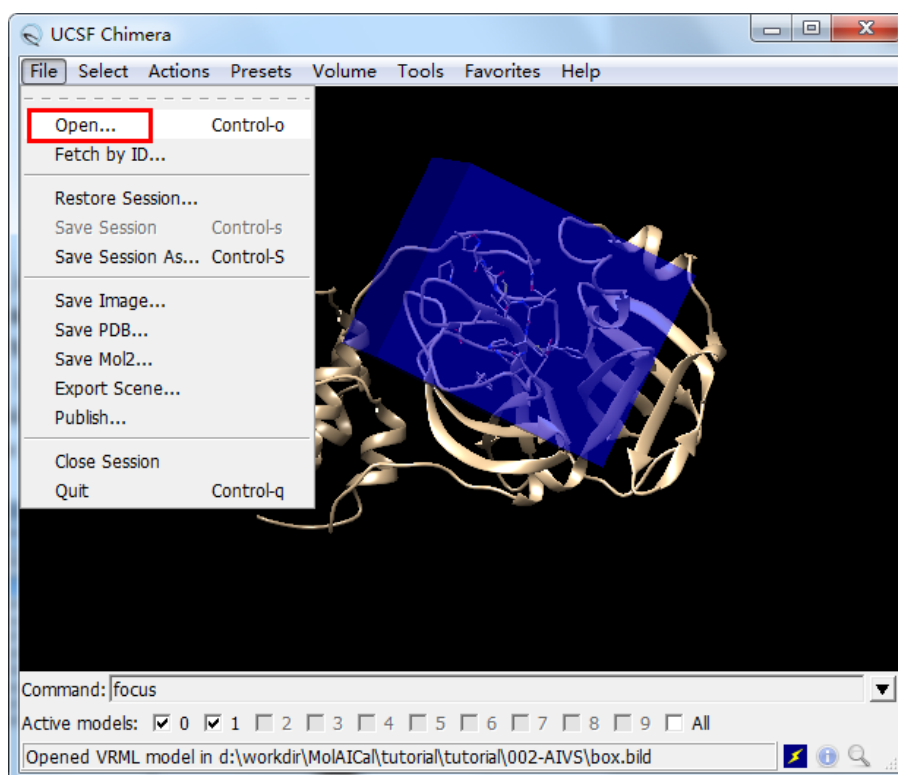 UCSF Chimera
File Select Actions Presets Volume Tools Favorites Help
Open... Control-o
Fetch by ID...
Restore Session...
Save Session Control-s
Save Session As... Control-S
Save Image...
Save PDB...
Save Mol2...
Export Scene...
Publish...
Close Session
Quit Control-q
Command: focus
Active models: 0 1 2 3 4 5 6 7 8 9 All
Opened VRML model in d:\workdir\MolAICal\tutorial\tutorial\002-AIVS\box.bild